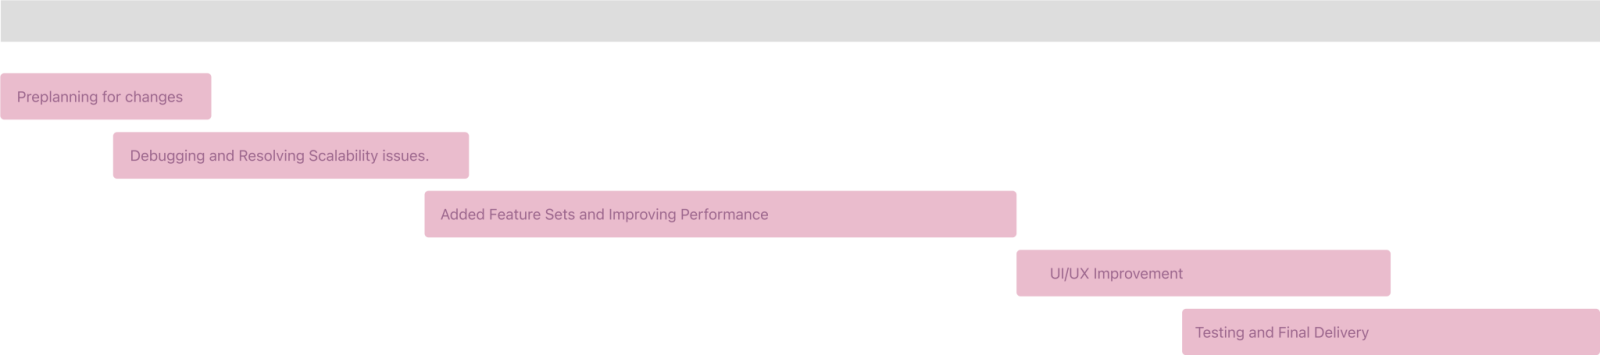 Preplanning for changes
Debugging and Resolving Scalability issues.
Added Feature Sets and Improving Performance
UI/UX Improvement
Testing and Final Delivery